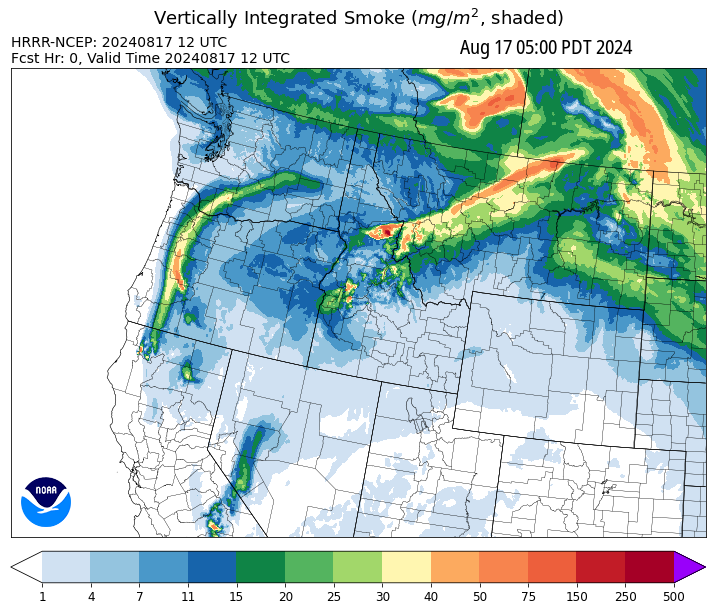 Vertically Integrated Smoke (mg/m², shaded)
HRRR-NCEP: 20240817 12 UTC
Fcst Hr: 0, Valid Time 20240817 12 UTC
Aug 17 05:00 PDT 2024
NOAA
1 4 7 11 15 20 25 30 40 50 75 150 250 500